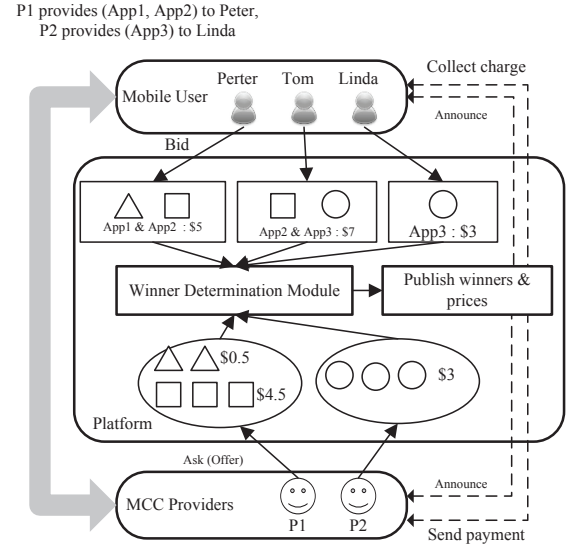 P1 provides (App1, App2) to Peter,
P2 provides (App3) to Linda
Collect charge
Perter Tom Linda
Mobile User
Announce
Bid
App1 & App2 : $5
App2 & App3 : $7
App3 : $3
Winner Determination Module
Publish winners &
prices
$0.5
$4.5
$3
Platform
Ask (Offer)
Announce
MCC Providers
P1 P2
Send payment